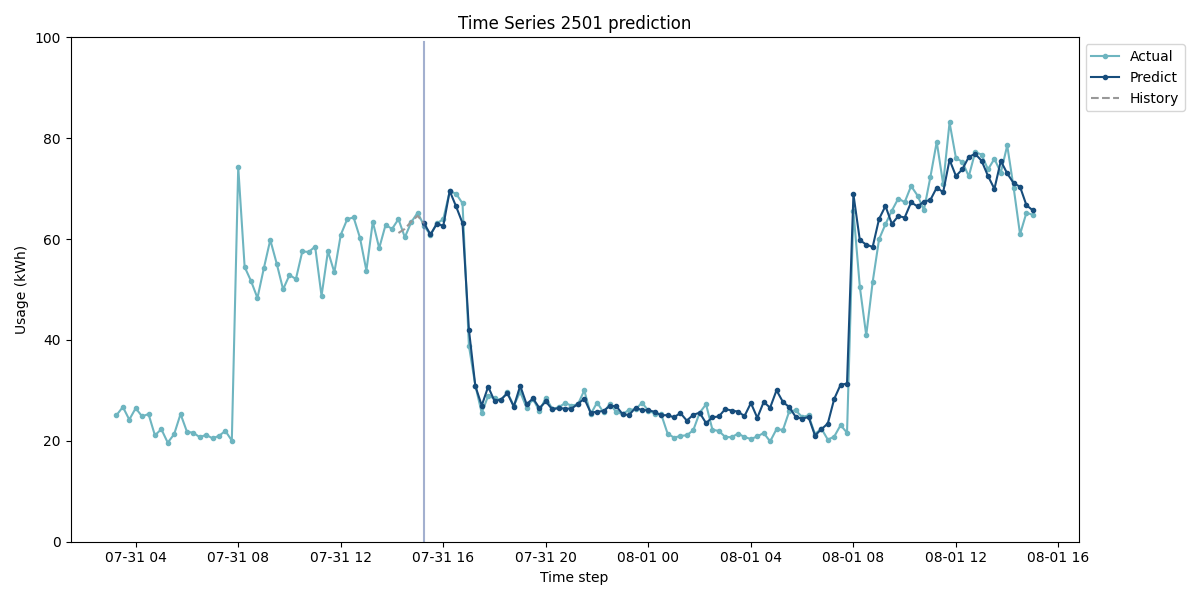 Time Series 2501 prediction
Usage (kWh)
100
80
60
40
20
0
07-31 04
07-31 08
07-31 12
07-31 16
07-31 20
08-01 00
08-01 04
08-01 08
08-01 12
08-01 16
Time step
Actual
Predict
History